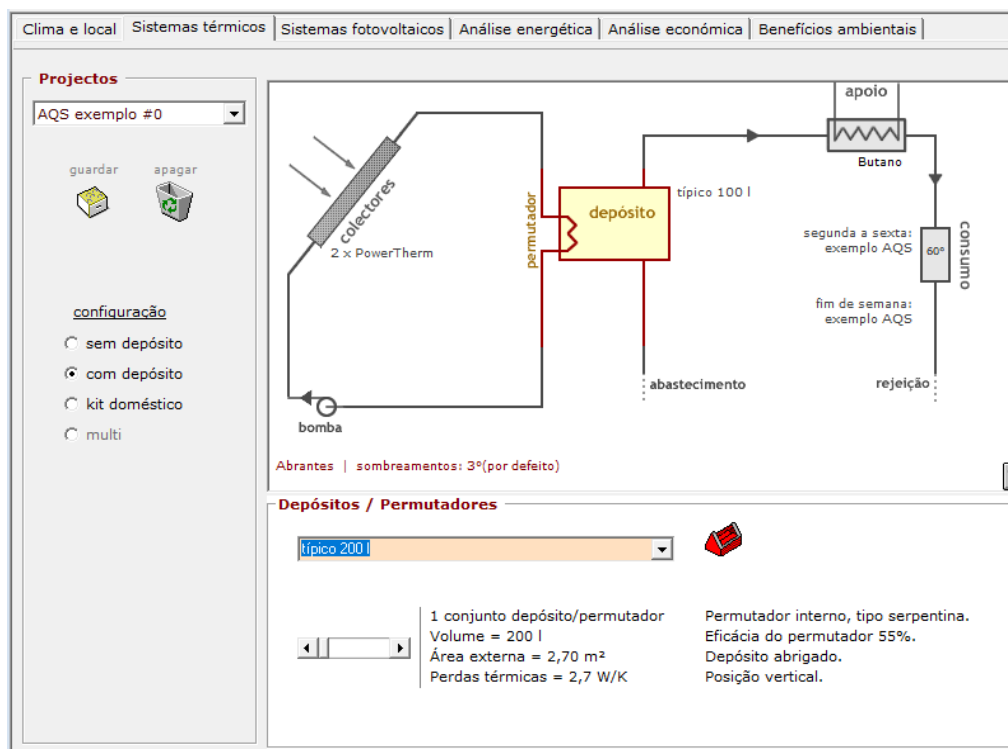 Clima e local
Sistemas térmicos
Sistemas fotovoltaicos
Análise energética
Análise económica
Benefícios ambientais
Projectos
AQS exemplo #0
guardar
apagar
configuração
sem depósito
com depósito
kit doméstico
multi
colectores
2 x PowerTherm
bomba
permutador
depósito
típico 100 l
apoio
Butano
segunda a sexta:
exemplo AQS
60°
consumo
fim de semana:
exemplo AQS
abastecimento
rejeição
Abrantes | sombreamentos: 3°(por defeito)
Depósitos / Permutadores
típico 200 l
1 conjunto depósito/permutador
Volume = 200 l
Área externa = 2,70 m²
Perdas térmicas = 2,7 W/K
Permutador interno, tipo serpentina.
Eficácia do permutador 55%.
Depósito abrigado.
Posição vertical.